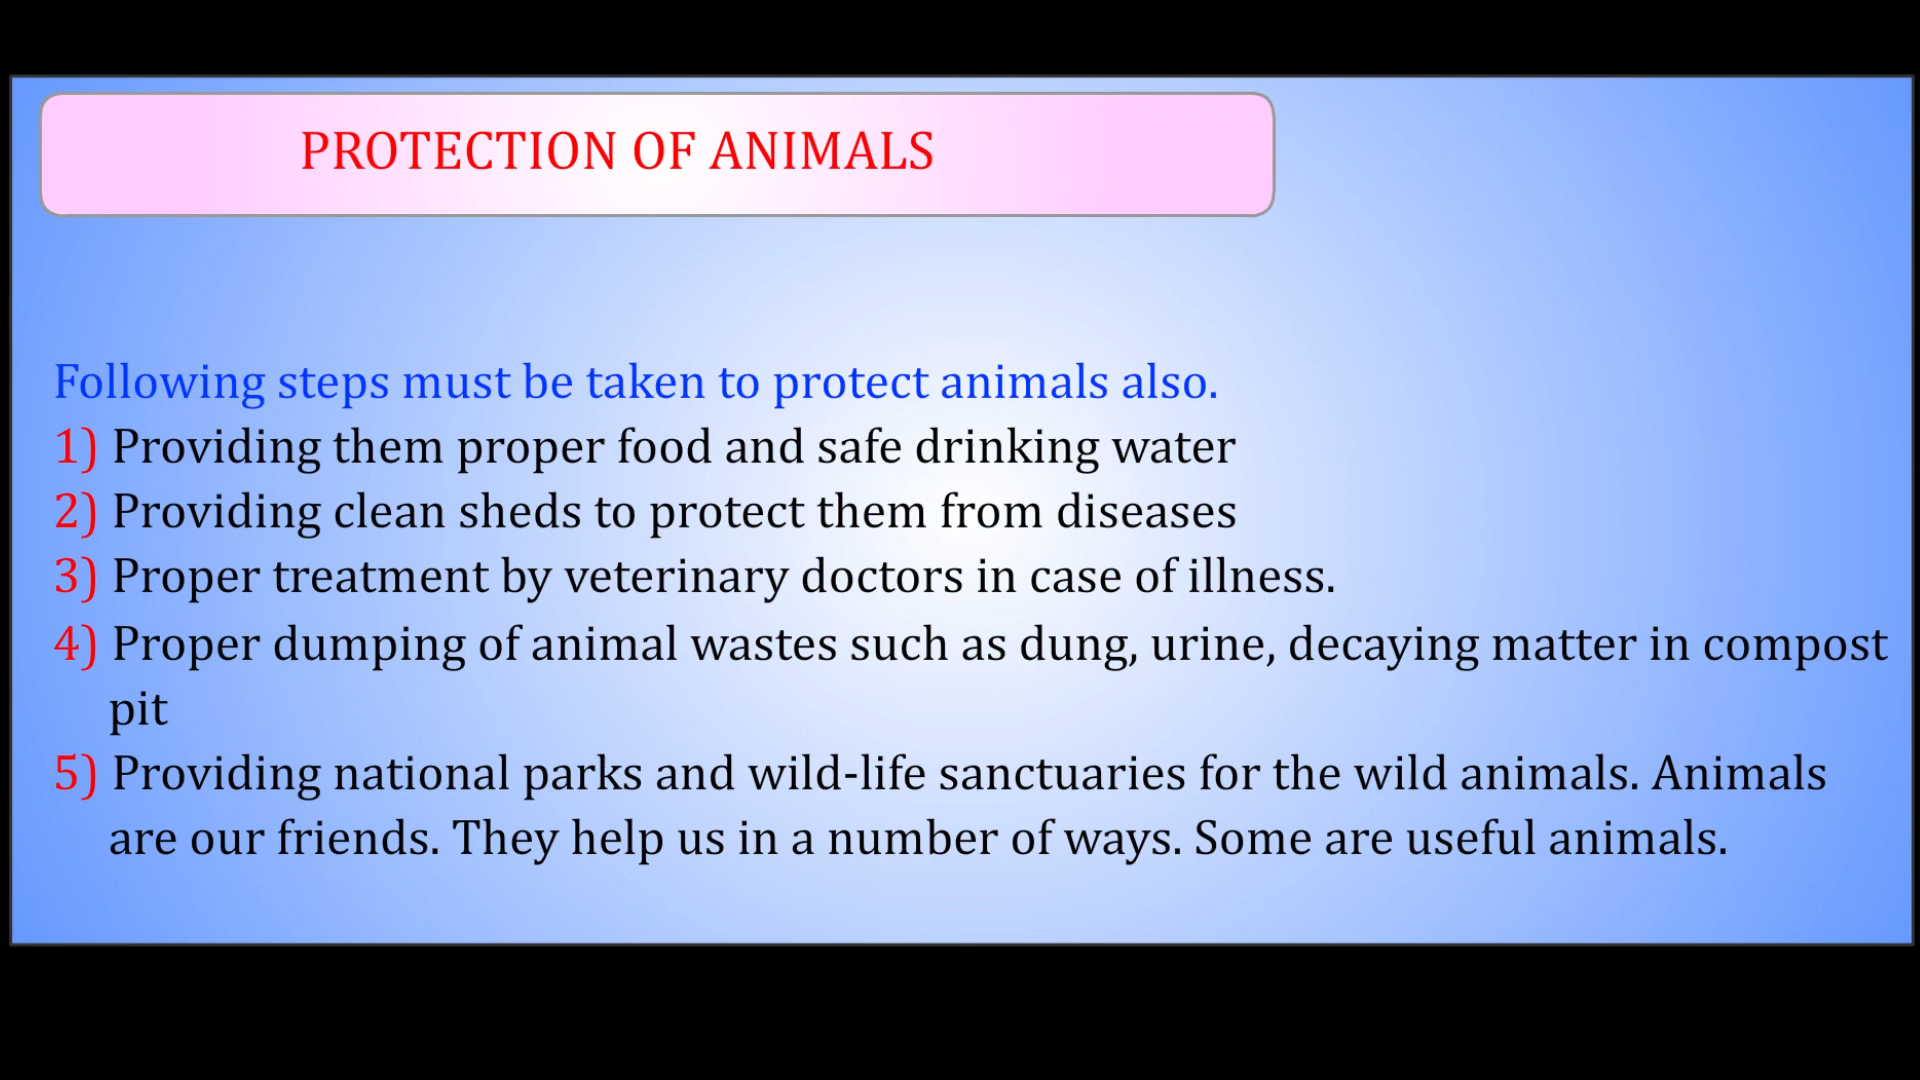 PROTECTION OF ANIMALS
Following steps must be taken to protect animals also.
1) Providing them proper food and safe drinking water
2) Providing clean sheds to protect them from diseases
3) Proper treatment by veterinary doctors in case of illness.
4) Proper dumping of animal wastes such as dung, urine, decaying matter in compost
pit
5) Providing national parks and wild-life sanctuaries for the wild animals. Animals
are our friends. They help us in a number of ways. Some are useful animals.